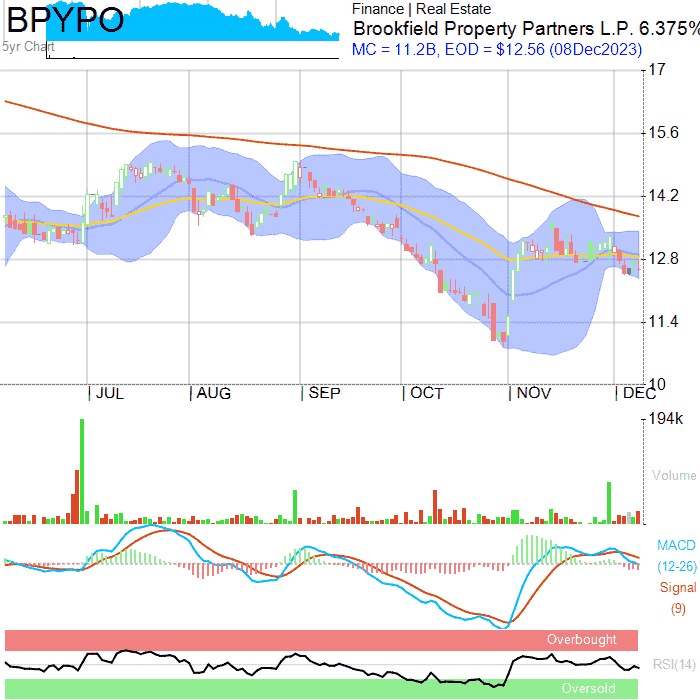 BPYPO
Finance | Real Estate
Brookfield Property Partners L.P. 6.375%
5yr Chart
MC = 11.2B, EOD = $12.56 (08Dec2023)
17
15.6
14.2
12.8
11.4
10
JUL AUG SEP OCT NOV DEC
194k
Volume
MACD
(12-26)
Signal
(9)
Overbought
RSI(14)
Oversold